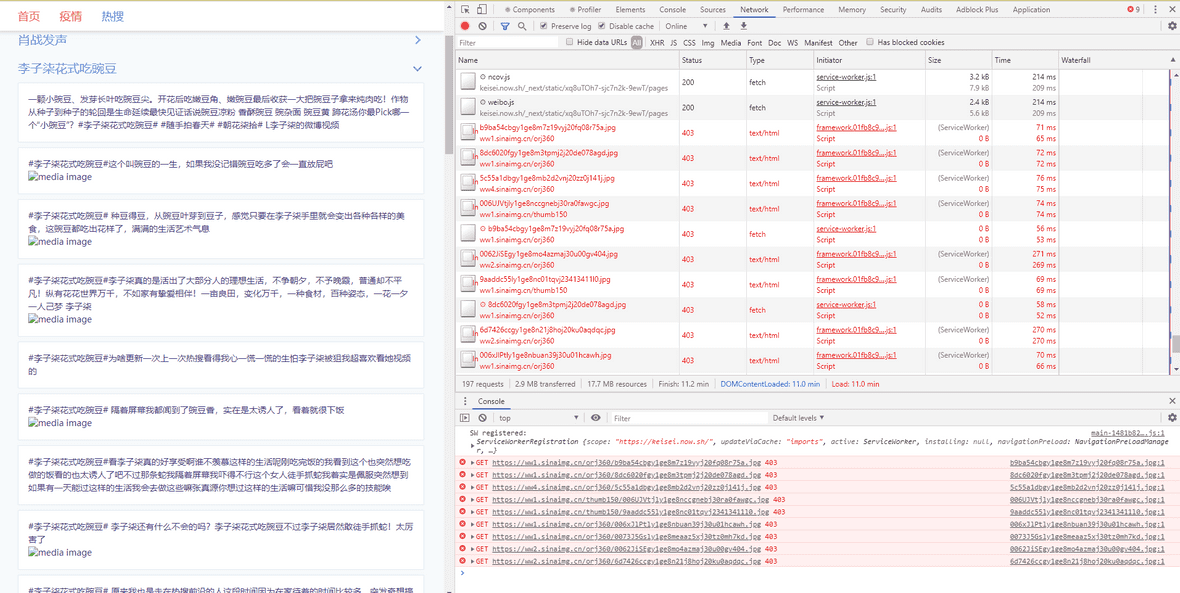 首页 疫情 热搜
肖战发声
李子柒花式吃豌豆
一颗小豌豆、发芽长叶吃豌豆尖。开花后吃嫩豆角、嫩豌豆最后收获一大把豌豆子拿来炖肉吃！作物
从种子到种子的轮回是生命延续最快见证话说豌豆凉粉 香酥豌豆 豌杂面 豌豆黄 歸花汤你最Pick哪一
个“小豌豆”？#李子柒花式吃豌豆# #随手拍春天# #朝花柒拾# L李子柒的微博视频
#李子柒花式吃豌豆#这个叫豌豆的一生，如果我没记错豌豆吃多了会一直放屁吧
media image
#李子柒花式吃豌豆# 种豆得豆，从豌豆叶芽到豆子，感觉只要在李子柒手里就会变出各种各样的美
食，这豌豆都吃出花样了，满满的生活艺术气息
media image
#李子柒花式吃豌豆#李子柒真的是活出了大部分人的理想生活，不争朝夕，不予晚霞，普通却不平
凡！纵有花花世界万千，不如家有挚爱相伴！一亩良田，变化万千，一种食材，百种姿态，一花一夕
一人己梦 李子柒
media image
#李子柒花式吃豌豆#为啥更新一次上一次热搜看得我心一慌一慌的生怕李子柒被狙我超喜欢看她视频
的
#李子柒花式吃豌豆# 隔着屏幕我都闻到了豌豆香，实在是太诱人了，看着就很下饭
media image
#李子柒花式吃豌豆#看李子柒真的好享受啊谁不羡慕这样的生活呢刚吃完饭的我看到这个也突然想吃
做的饭看的也太诱人了吧不过那条蛇我隔着屏幕我吓得不行这个女人徒手抓蛇我着实是佩服突然想到
如果有一天能过这样的生活我会去做这些嘛张真源你想过这样的生活嘛可惜我没那么多的技能唉
#李子柒花式吃豌豆# 李子柒还有什么不会的吗？李子柒花式吃豌豆不过李子柒居然敢徒手抓蛇！太厉
害了
media image
Components Profiler Elements Console Sources Network Performance Memory Security Audits Adblock Plus Application 9
Preserve log Disable cache Online
Filter Hide data URLs All XHR JS CSS Img Media Font Doc WS Manifest Other Has blocked cookies
Name Status Type Initiator Size Time Waterfall
ncov.js 200 fetch service-worker.js:1 3.2 kB 214 ms
keisei.now.sh/_next/static/xq8uTOh7-sjc7n2k-9ewT/pages Script 7.9 kB 209 ms
weibo.js 200 fetch service-worker.js:1 2.4 kB 214 ms
keisei.now.sh/_next/static/xq8uTOh7-sjc7n2k-9ewT/pages Script 5.6 kB 209 ms
b9ba54cbgy1ge8m7z19vyj20fq08r75a.jpg 403 text/html framework.01fb8c9...js:1 (ServiceWorker) 71 ms
ww1.sinaimg.cn/orj360 Script 0 B 65 ms
8dc6020fgy1ge8m3tpmj2j20de078agd.jpg 403 text/html framework.01fb8c9...js:1 (ServiceWorker) 72 ms
ww1.sinaimg.cn/orj360 Script 0 B 72 ms
5c55a1dbgy1ge8mb2d2vnj20zz0j141j.jpg 403 text/html framework.01fb8c9...js:1 (ServiceWorker) 76 ms
ww4.sinaimg.cn/orj360 Script 0 B 75 ms
006UJVtjly1ge8nccgnebj30ra0fawgc.jpg 403 text/html framework.01fb8c9...js:1 (ServiceWorker) 74 ms
ww1.sinaimg.cn/thumb150 Script 0 B 74 ms
b9ba54cbgy1ge8m7z19vyj20fq08r75a.jpg 403 fetch service-worker.js:1 56 ms
ww1.sinaimg.cn/orj360 Script 0 B 53 ms
0062JiSEgy1ge8mo4azmaj30u00gv404.jpg 403 text/html framework.01fb8c9...js:1 (ServiceWorker) 271 ms
ww2.sinaimg.cn/orj360 Script 0 B 269 ms
9aaddc55ly1ge8nc01tqvj23413411l0.jpg 403 text/html framework.01fb8c9...js:1 (ServiceWorker) 69 ms
ww1.sinaimg.cn/thumb150 Script 0 B 69 ms
8dc6020fgy1ge8m3tpmj2j20de078agd.jpg 403 fetch service-worker.js:1 58 ms
ww1.sinaimg.cn/orj360 Script 0 B 52 ms
6d7426ccgy1ge8n21j8hoj20ku0aqdqc.jpg 403 text/html framework.01fb8c9...js:1 (ServiceWorker) 270 ms
ww2.sinaimg.cn/orj360 Script 0 B 270 ms
006xJlPtly1ge8nbuan39j30u01hcawh.jpg 403 text/html framework.01fb8c9...js:1 (ServiceWorker) 70 ms
ww1.sinaimg.cn/orj360 Script 0 B 66 ms
197 requests 2.9 MB transferred 17.7 MB resources Finish: 11.2 min DOMContentLoaded: 11.0 min Load: 11.0 min
Console
top Filter Default levels
SW registered: main-1481b82….js:1
ServiceWorkerRegistration {scope: "https://keisei.now.sh/", updateViaCache: "imports", active: ServiceWorker, installing: null, navigationPreload: NavigationPreloadManage
r, …}
GET https://ww1.sinaimg.cn/orj360/b9ba54cbgy1ge8m7z19vyj20fq08r75a.jpg 403 b9ba54cbgy1ge8m7z19vyj20fq08r75a.jpg:1
GET https://ww1.sinaimg.cn/orj360/8dc6020fgy1ge8m3tpmj2j20de078agd.jpg 403 8dc6020fgy1ge8m3tpmj2j20de078agd.jpg:1
GET https://ww4.sinaimg.cn/orj360/5c55a1dbgy1ge8mb2d2vnj20zz0j141j.jpg 403 5c55a1dbgy1ge8mb2d2vnj20zz0j141j.jpg:1
GET https://ww1.sinaimg.cn/thumb150/006UJVtjly1ge8nccgnebj30ra0fawgc.jpg 403 006UJVtjly1ge8nccgnebj30ra0fawgc.jpg:1
GET https://ww1.sinaimg.cn/thumb150/9aaddc55ly1ge8nc01tqvj23413411l0.jpg 403 9aaddc55ly1ge8nc01tqvj23413411l0.jpg:1
GET https://ww1.sinaimg.cn/orj360/006xJlPtly1ge8nbuan39j30u01hcawh.jpg 403 006xJlPtly1ge8nbuan39j30u01hcawh.jpg:1
GET https://ww1.sinaimg.cn/orj360/0073J5Gsly1ge8meaaz5xj30tz0mh7kd.jpg 403 0073J5Gsly1ge8meaaz5xj30tz0mh7kd.jpg:1
GET https://ww2.sinaimg.cn/orj360/0062JiSEgy1ge8mo4azmaj30u00gv404.jpg 403 0062JiSEgy1ge8mo4azmaj30u00gv404.jpg:1
GET https://ww2.sinaimg.cn/orj360/6d7426ccgy1ge8n21j8hoj20ku0aqdqc.jpg 403 6d7426ccgy1ge8n21j8hoj20ku0aqdqc.jpg:1